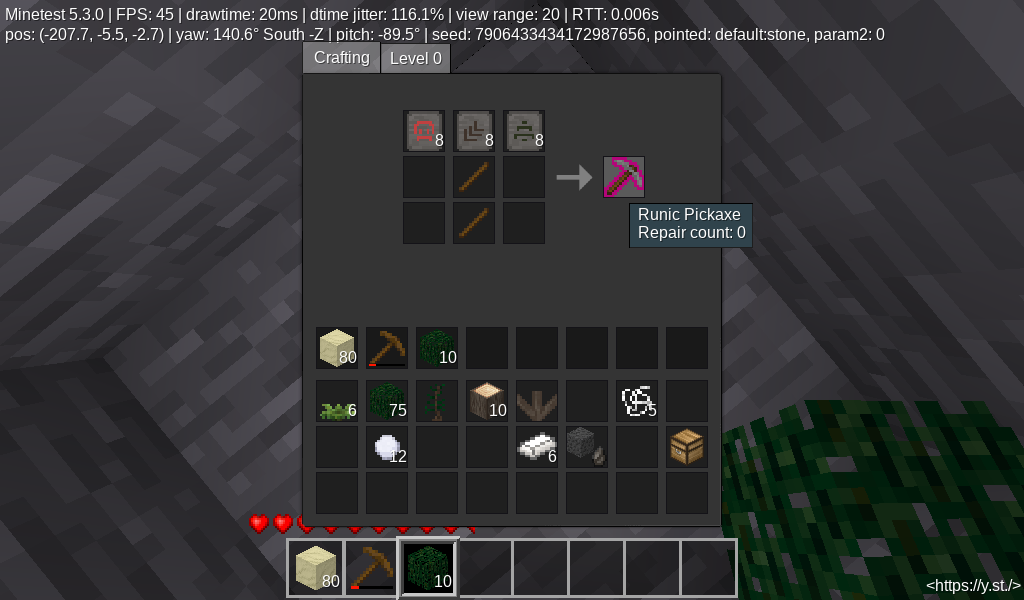 Minetest 5.3.0 | FPS: 45 | drawtime: 20ms | dtime jitter: 116.1% | view range: 20 | RTT: 0.006s
pos: (-207.7, -5.5, -2.7) | yaw: 140.6° South -Z | pitch: -89.5° | seed: 7906433434172987656, pointed: default:stone, param2: 0
Crafting
Level 0
8
8
8
Runic Pickaxe
Repair count: 0
80
10
6
75
10
5
12
6
80
10
<https://y.st./>